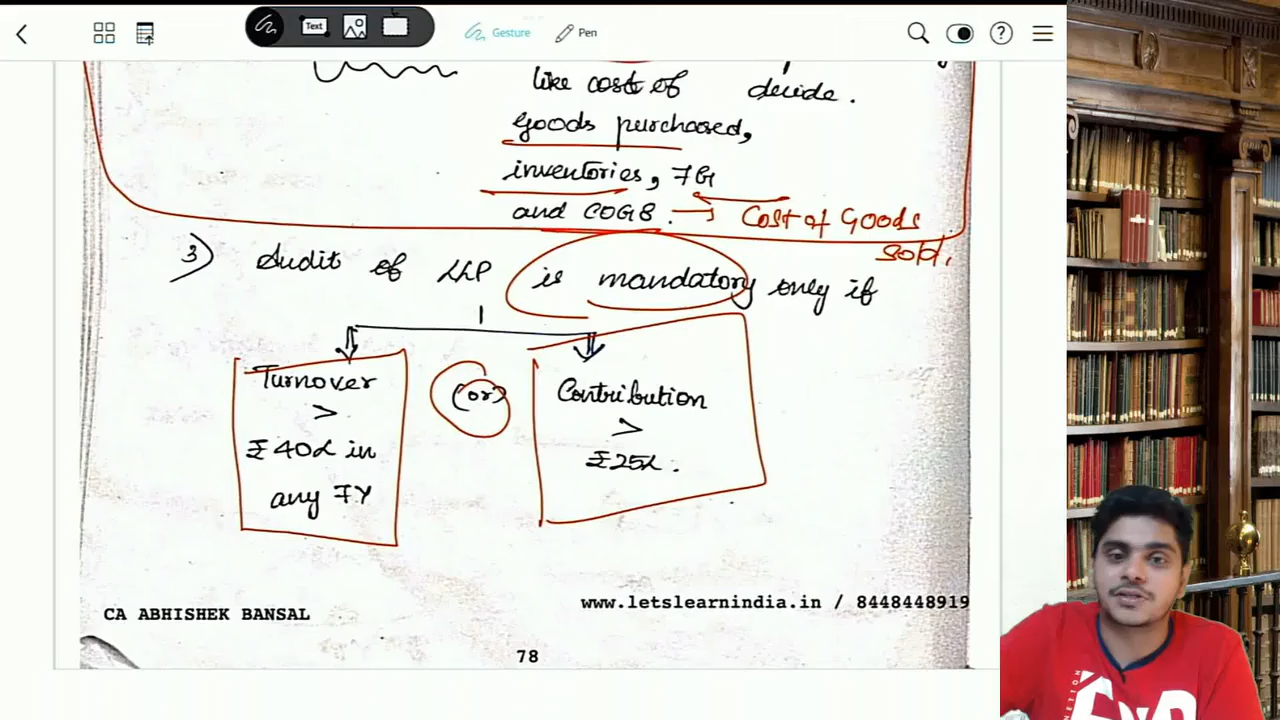 Text
Gesture
Pen
like cost of decide.
goods purchased,
inventories, FG
and COGS. → Cost of Goods
sold.
3) Audit of LLP is mandatory only if
Turnover
>
₹40L in
any FY
(or)
Contribution
>
₹25L.
CA ABHISHEK BANSAL
www.letslearnindia.in / 8448448919
78